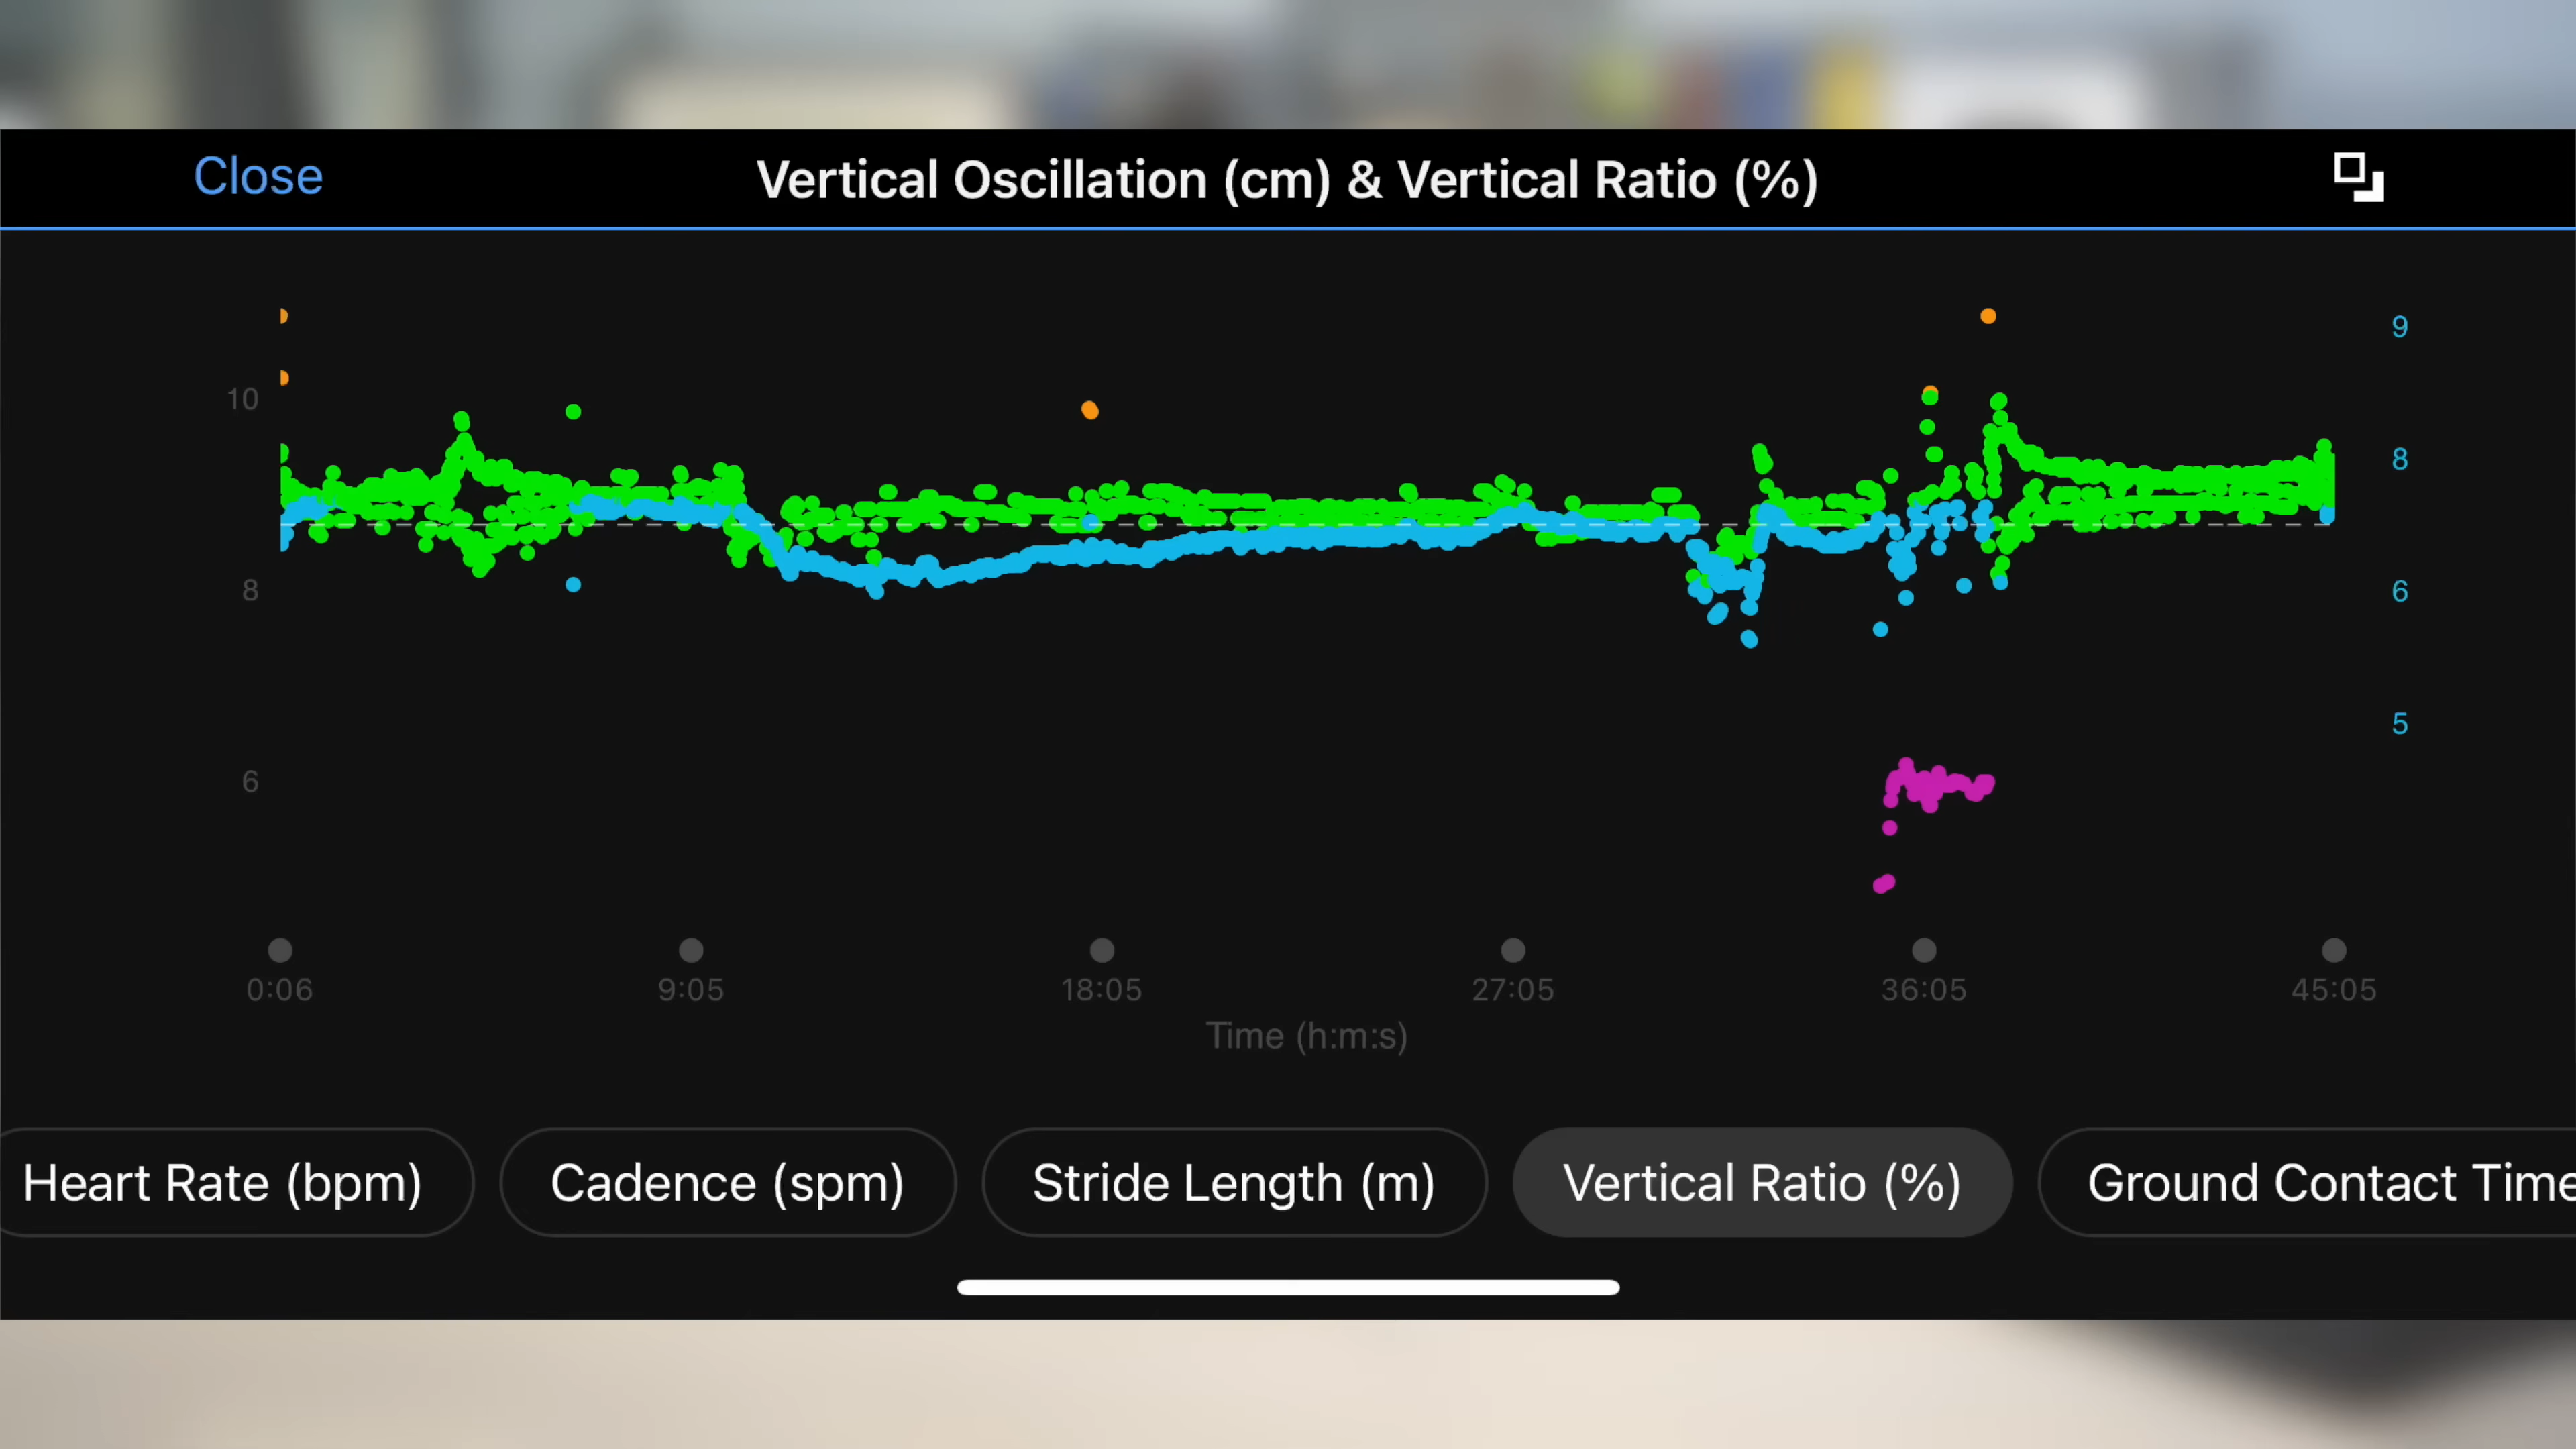 Close
Vertical Oscillation (cm) & Vertical Ratio (%)
10
8
6
9
8
6
5
0:06
9:05
18:05
27:05
36:05
45:05
Time (h:m:s)
Heart Rate (bpm)
Cadence (spm)
Stride Length (m)
Vertical Ratio (%)
Ground Contact Time